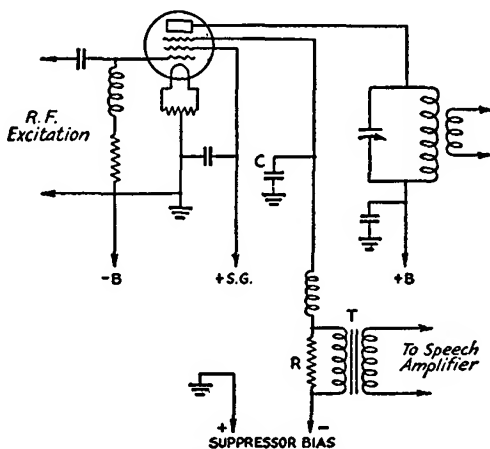 R.F.
Excitation
C
-B
+S.G.
+B
T
R
To Speech
Amplifier
+ -
SUPPRESSOR BIAS